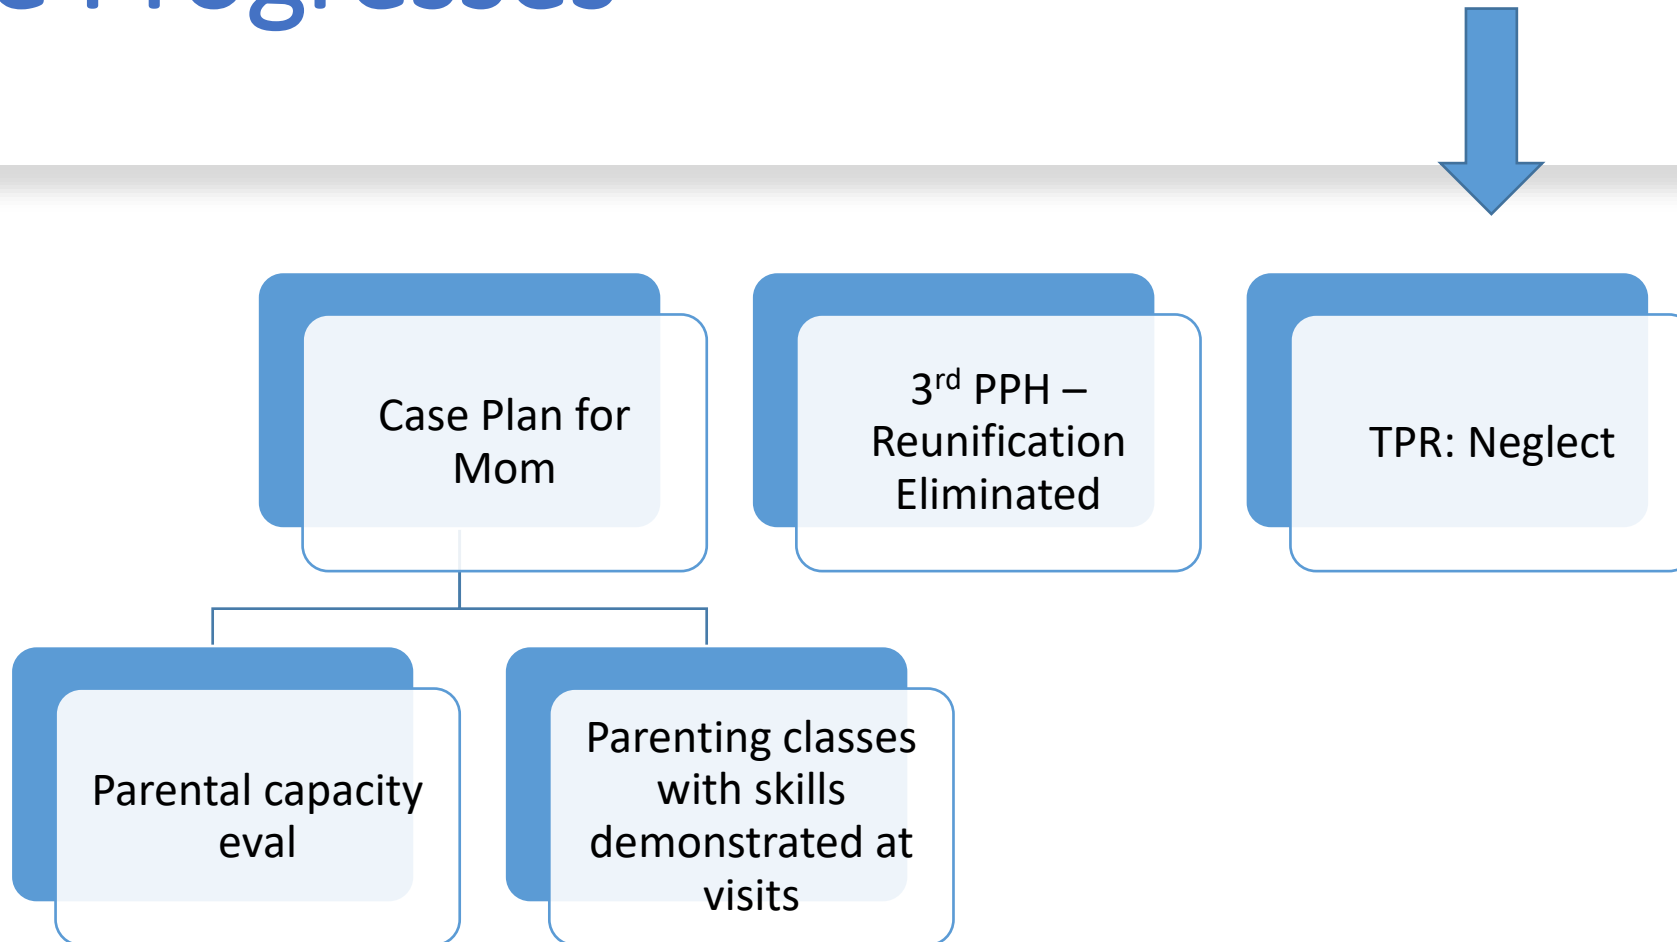 Progresses
Case Plan for
Mom
3rd PPH –
Reunification
Eliminated
TPR: Neglect
Parental capacity
eval
Parenting classes
with skills
demonstrated at
visits